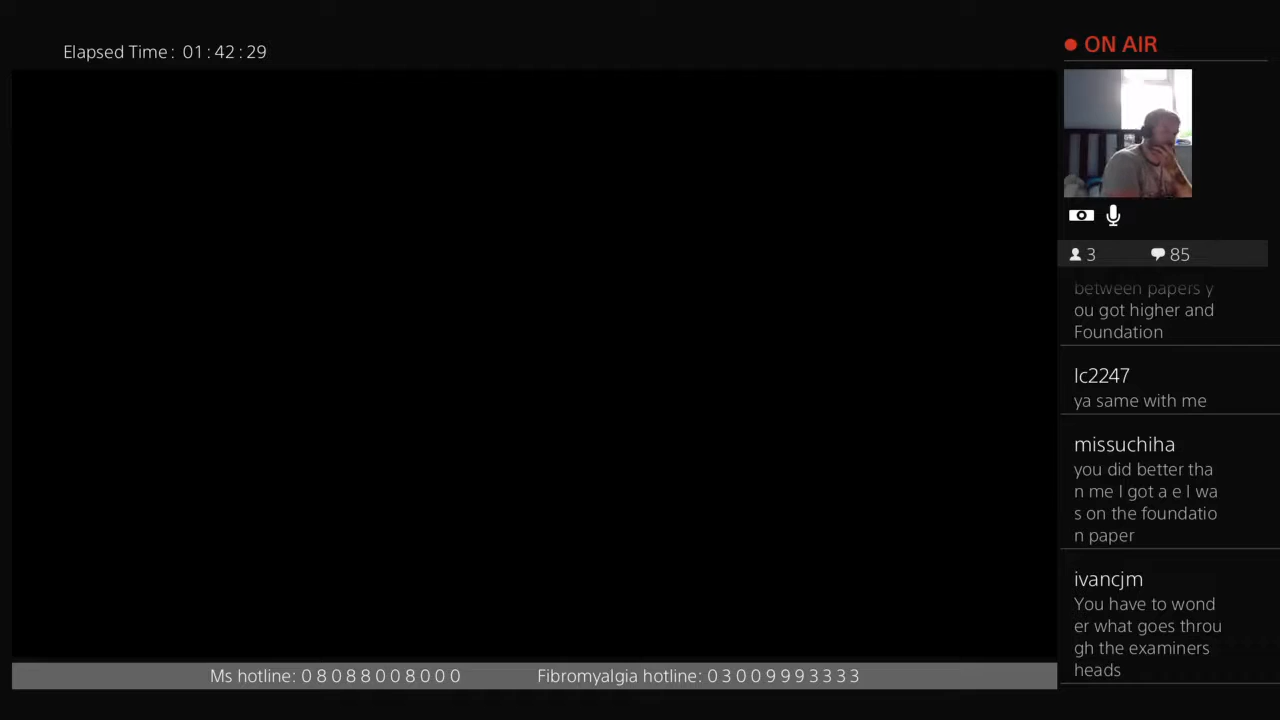 Elapsed Time: 01:42:29
ON AIR
3 85
between papers y
ou got higher and
Foundation
lc2247
ya same with me
missuchiha
you did better tha
n me I got a e I wa
s on the foundatio
n paper
ivancjm
You have to wond
er what goes throu
gh the examiners
heads
Ms hotline: 0 8 0 8 8 0 0 8 0 0 0 Fibromyalgia hotline: 0 3 0 0 9 9 9 3 3 3 3